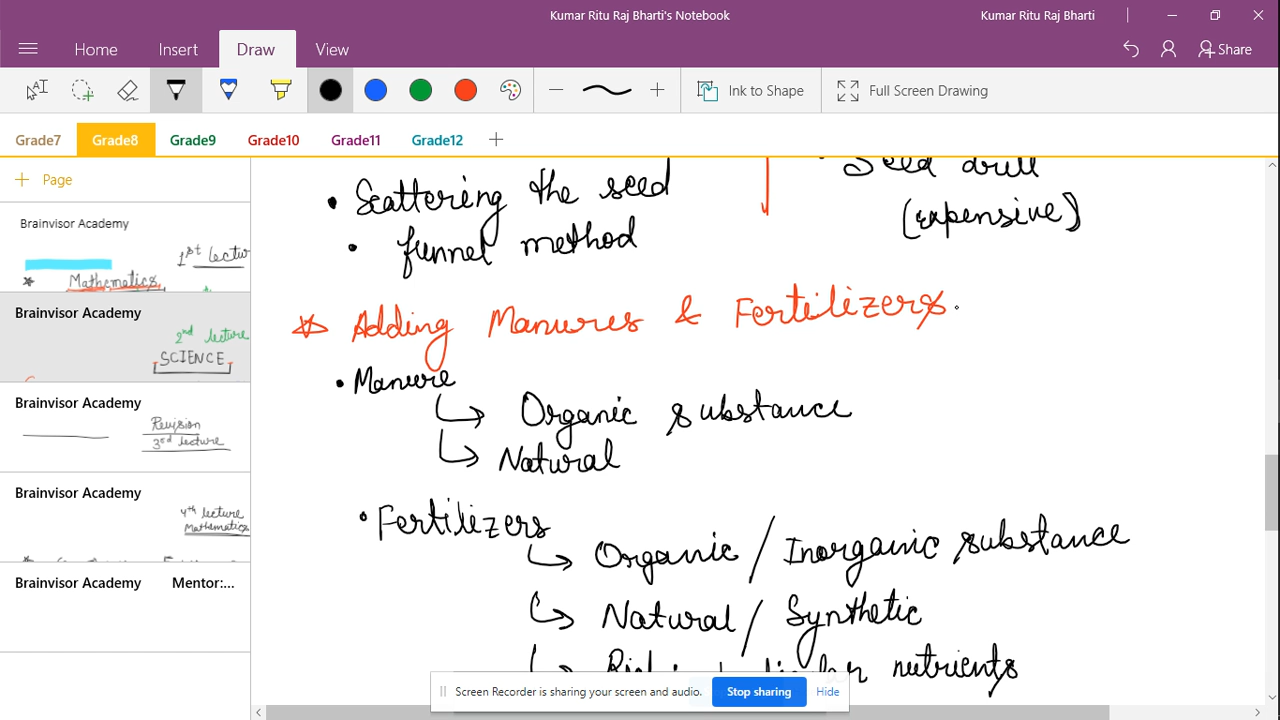 Kumar Ritu Raj Bharti's Notebook
Kumar Ritu Raj Bharti
Home
Insert
Draw
View
Share
Ink to Shape
Full Screen Drawing
Grade7
Grade8
Grade9
Grade10
Grade11
Grade12
Page
Brainvisor Academy
1st lectur
Mathematics
Brainvisor Academy
2nd lecture
SCIENCE
Brainvisor Academy
Revision
3rd lecture
Brainvisor Academy
4th lecture
Mathematics
Brainvisor Academy Mentor:...
Seed drill
• Scattering the seed
(expensive)
• funnel method
Adding Manures & Fertilizers
• Manure
Organic substance
Natural
• Fertilizers
Organic / Inorganic substance
Natural / Synthetic
nutrients
Screen Recorder is sharing your screen and audio.
Stop sharing
Hide